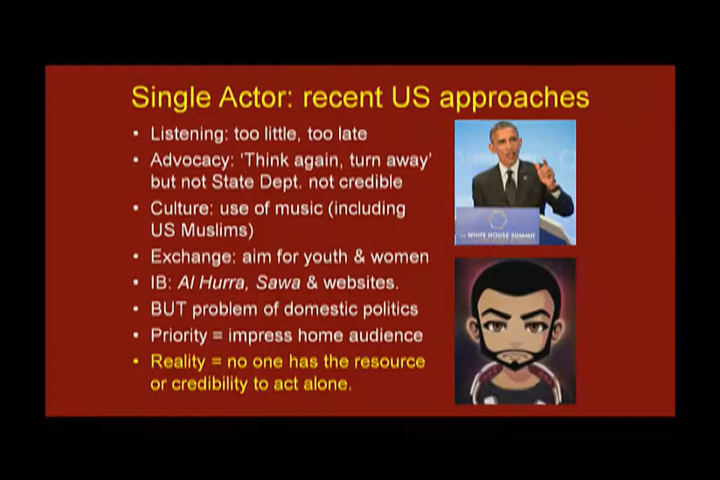 Single Actor: recent US approaches
• Listening: too little, too late
• Advocacy: 'Think again, turn away'
but not State Dept. not credible
• Culture: use of music (including
US Muslims)
• Exchange: aim for youth & women
• IB: Al Hurra, Sawa & websites.
• BUT problem of domestic politics
• Priority = impress home audience
• Reality = no one has the resource
or credibility to act alone.
WHITE HOUSE SUMMIT